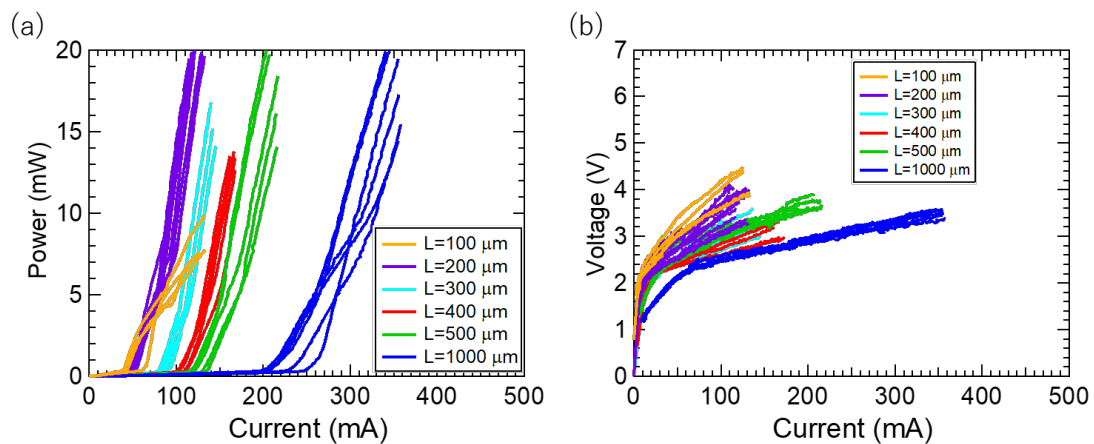 (a)
20
15
10
5
0
Power (mW)
0 100 200 300 400 500
Current (mA)
L=100 μm
L=200 μm
L=300 μm
L=400 μm
L=500 μm
L=1000 μm
(b)
7
6
5
4
3
2
1
0
Voltage (V)
0 100 200 300 400 500
Current (mA)
L=100 μm
L=200 μm
L=300 μm
L=400 μm
L=500 μm
L=1000 μm